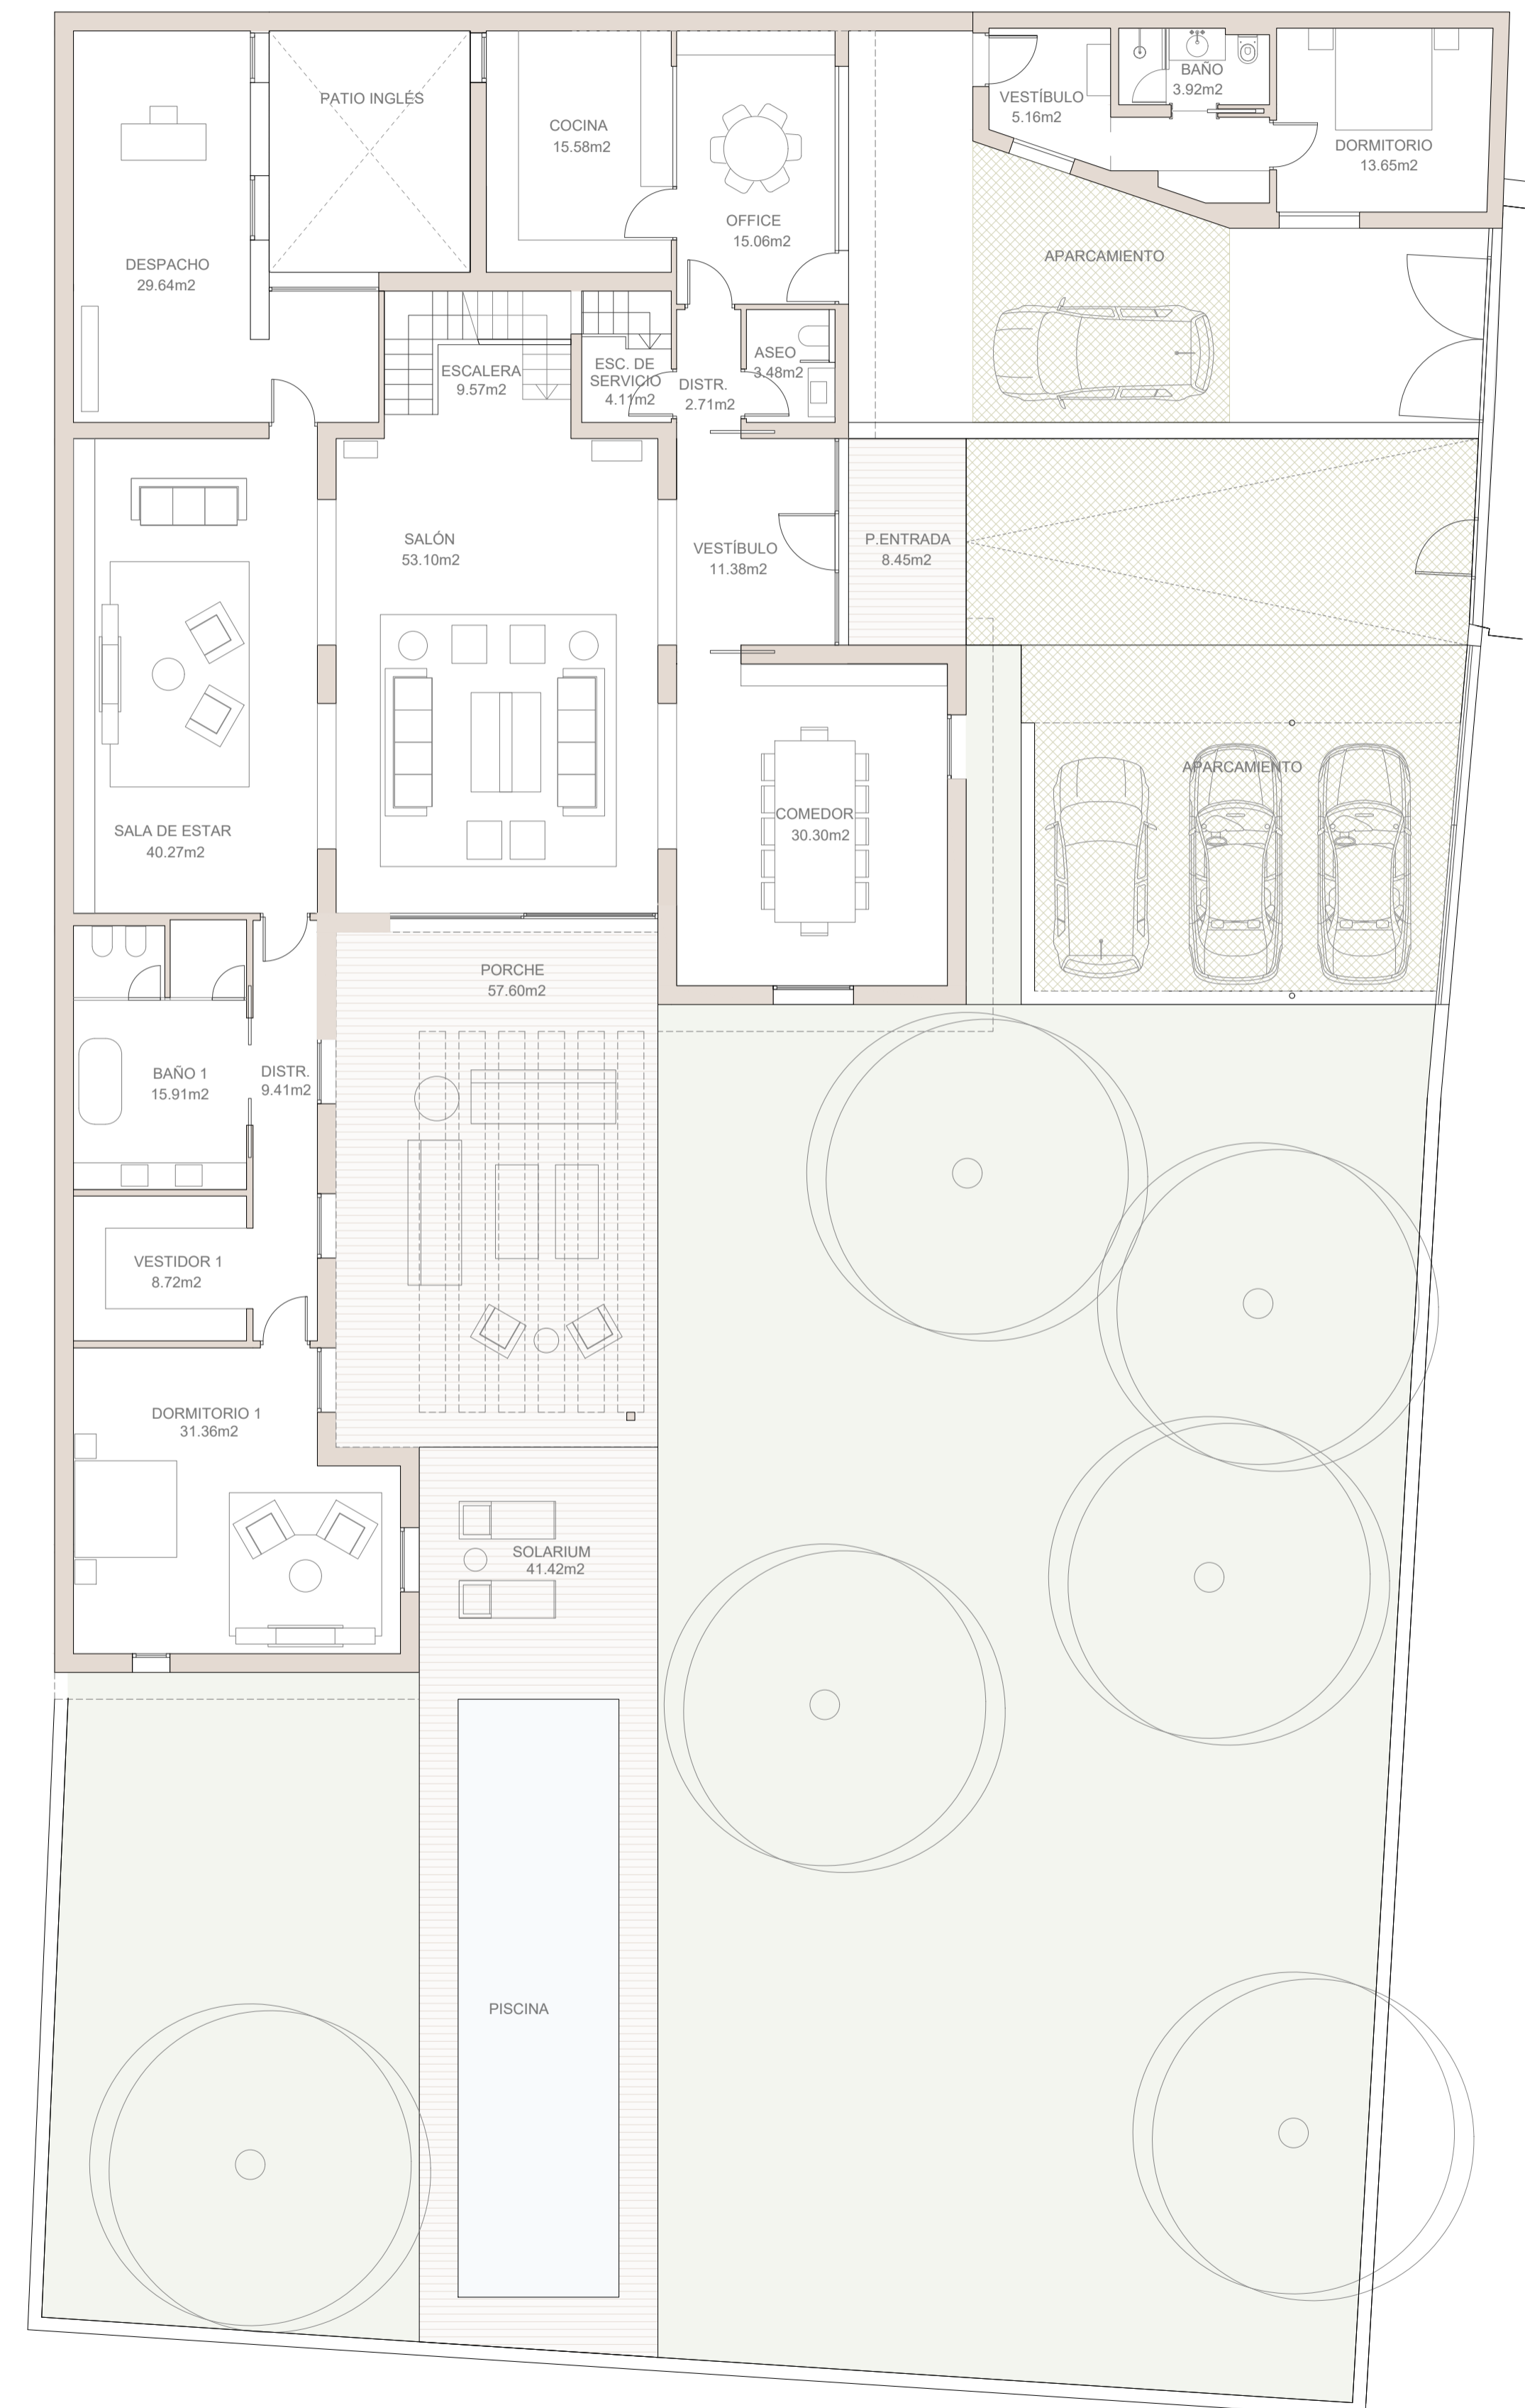 PATIO INGLÉS
COCINA
15.58m2
VESTÍBULO
5.16m2
BAÑO
3.92m2
DORMITORIO
13.65m2
OFFICE
15.06m2
DESPACHO
29.64m2
APARCAMIENTO
ESCALERA
9.57m2
ESC. DE
SERVICIO
4.11m2
DISTR.
2.71m2
ASEO
3.48m2
SALÓN
53.10m2
VESTÍBULO
11.38m2
P.ENTRADA
8.45m2
APARCAMIENTO
SALA DE ESTAR
40.27m2
COMEDOR
30.30m2
PORCHE
57.60m2
BAÑO 1
15.91m2
DISTR.
9.41m2
VESTIDOR 1
8.72m2
DORMITORIO 1
31.36m2
SOLARIUM
41.42m2
PISCINA